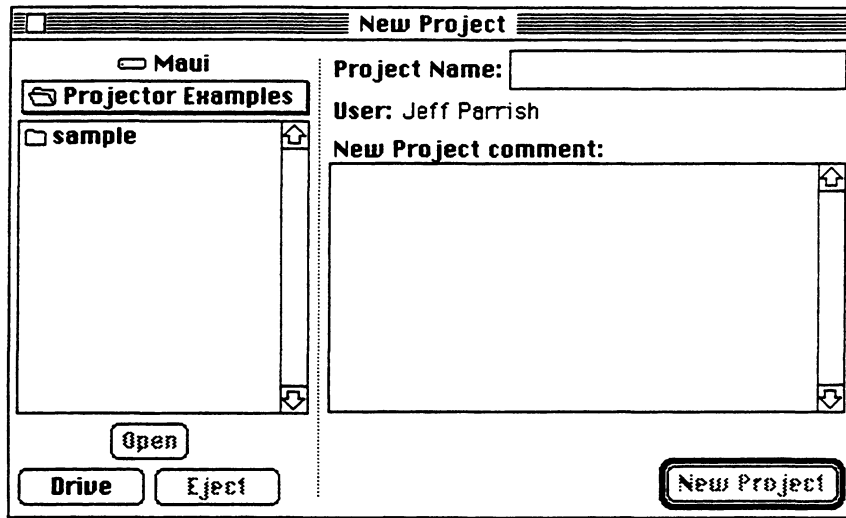 New Project
Maui
Projector Examples
sample
Open
Drive
Eject
Project Name:
User: Jeff Parrish
New Project comment:
New Project